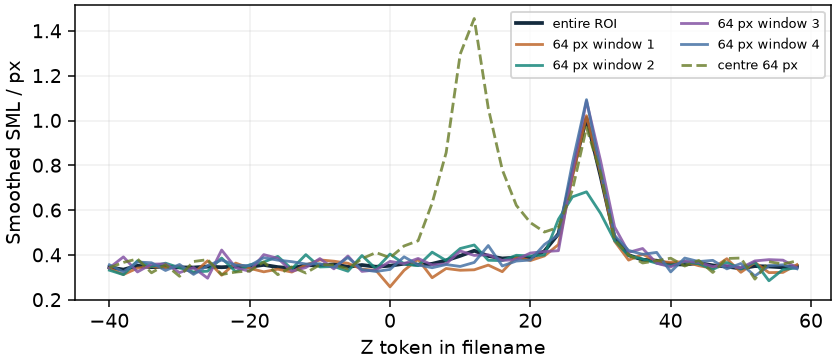 Smoothed SML / px
1.4
1.2
1.0
0.8
0.6
0.4
0.2
entire ROI
64 px window 1
64 px window 2
64 px window 3
64 px window 4
centre 64 px
−40
−20
0
20
40
60
Z token in filename